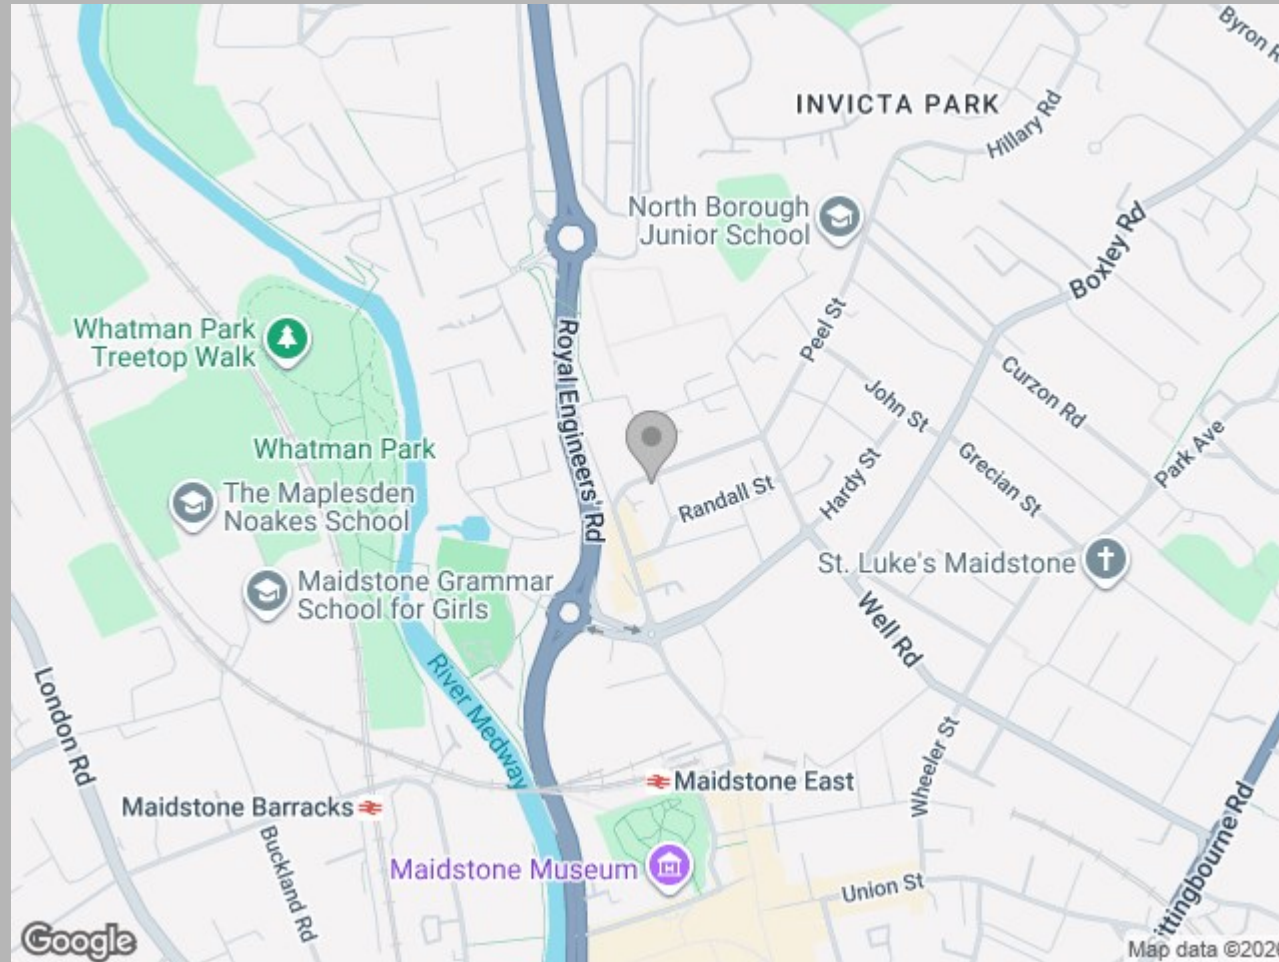 Byron R
INVICTA PARK
Hillary Rd
North Borough
Junior School
Boxley Rd
Whatman Park
Treetop Walk
Royal Engineers' Rd
Peel St
Curzon Rd
John St
Park Ave
Whatman Park
Grecian St
Hardy St
The Maplesden
Noakes School
Randall St
St. Luke's Maidstone
Maidstone Grammar
School for Girls
Well Rd
River Medway
London Rd
Wheeler St
Maidstone East
Maidstone Barracks
Buckland Rd
Maidstone Museum
Union St
ittingbourne Rd
Google
Map data ©2026